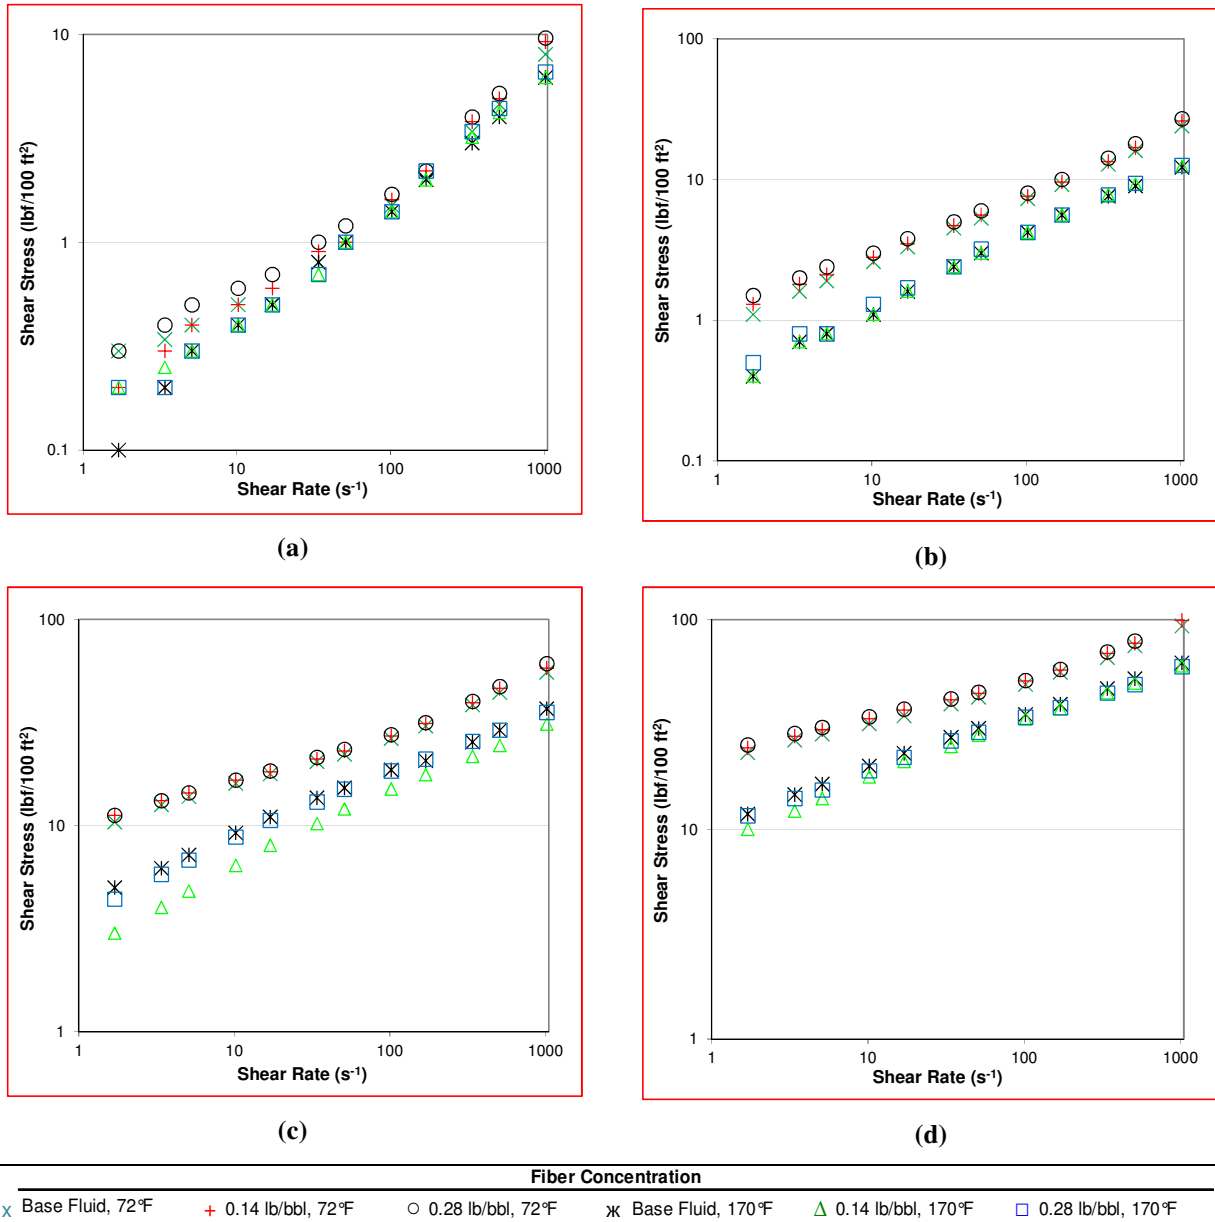 10
1
0.1
1
10
100
1000
Shear Stress (lbf/100 ft²)
Shear Rate (s⁻¹)
(a)
100
10
1
0.1
1
10
100
1000
Shear Stress (lbf/100 ft²)
Shear Rate (s⁻¹)
(b)
100
10
1
1
10
100
1000
Shear Stress (lbf/100 ft²)
Shear Rate (s⁻¹)
(c)
100
10
1
1
10
100
1000
Shear Stress (lbf/100 ft²)
Shear Rate (s⁻¹)
(d)
Fiber Concentration
Base Fluid, 72°F 0.14 lb/bbl, 72°F 0.28 lb/bbl, 72°F Base Fluid, 170°F 0.14 lb/bbl, 170°F 0.28 lb/bbl, 170°F